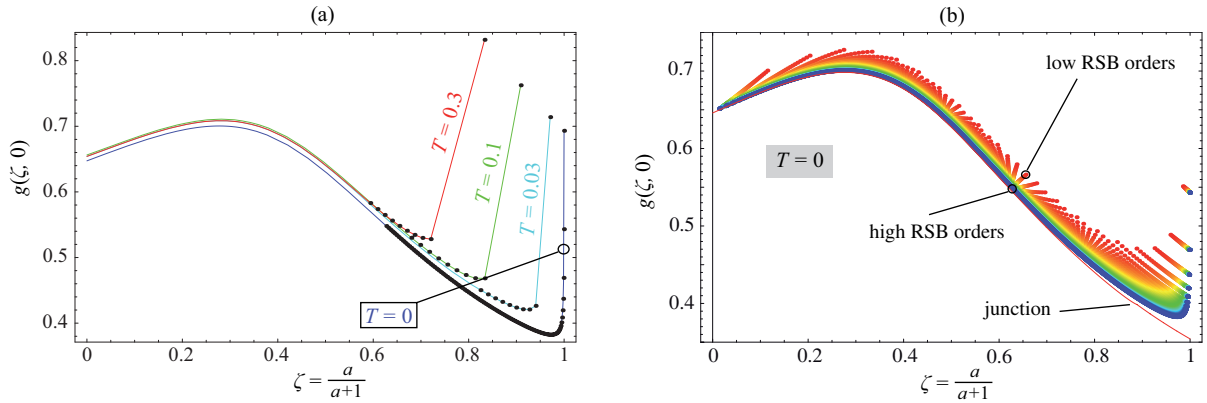 (a)
g(ζ, 0)
0.8
0.7
0.6
0.5
0.4
T = 0.3
T = 0.1
T = 0.03
T = 0
0
0.2
0.4
0.6
0.8
1
ζ = a/(a+1)
(b)
g(ζ, 0)
0.7
0.6
0.5
0.4
low RSB orders
T = 0
high RSB orders
junction
0
0.2
0.4
0.6
0.8
1
ζ = a/(a+1)